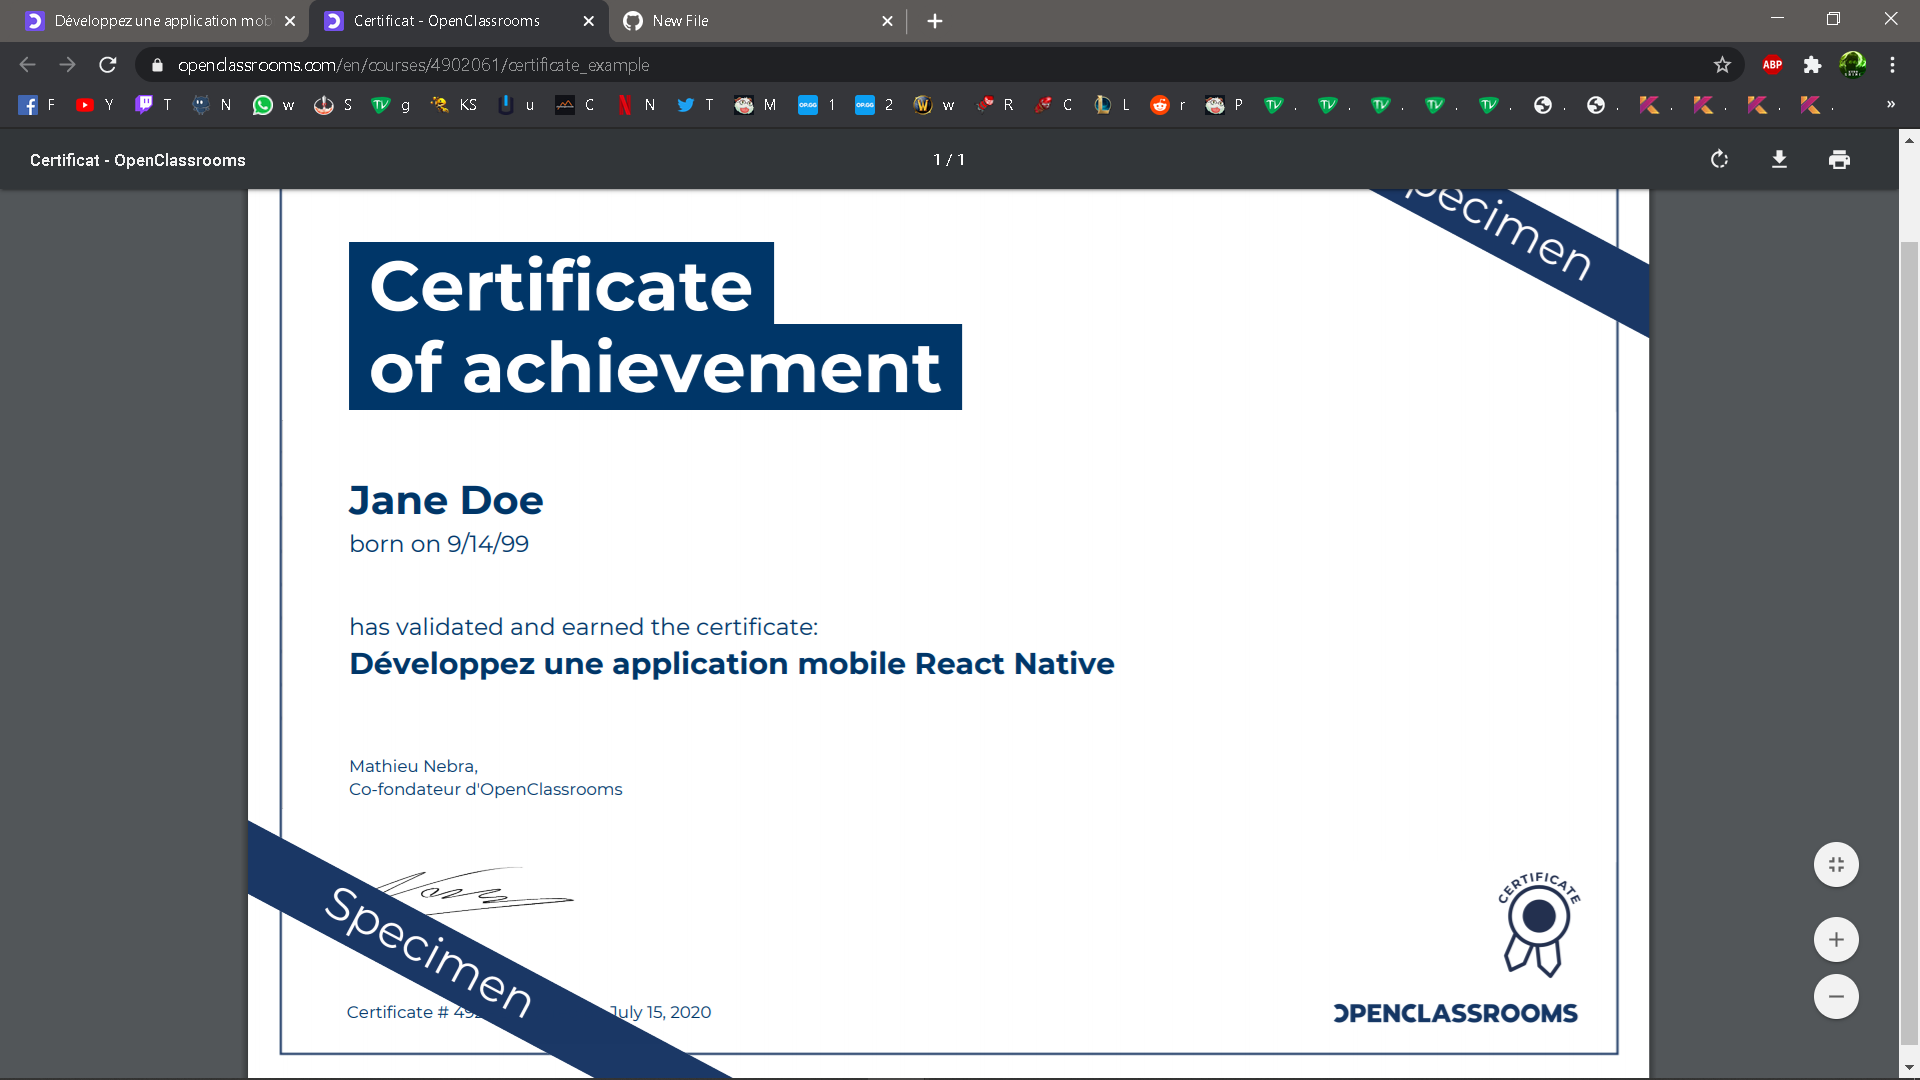 Développez une application mob
Certificat - OpenClassrooms
New File
openclassrooms.com/en/courses/4902061/certificate_example
ABP
F Y T N w S g KS u C N T M 1 2 w R C L r P . . . . . . . . . . . »
Certificat - OpenClassrooms
1 / 1
pecimen
Certificate
of achievement
Jane Doe
born on 9/14/99
has validated and earned the certificate:
Développez une application mobile React Native
Mathieu Nebra,
Co-fondateur d'OpenClassrooms
Specimen
CERTIFICATE
Certificate # 49 July 15, 2020
OPENCLASSROOMS